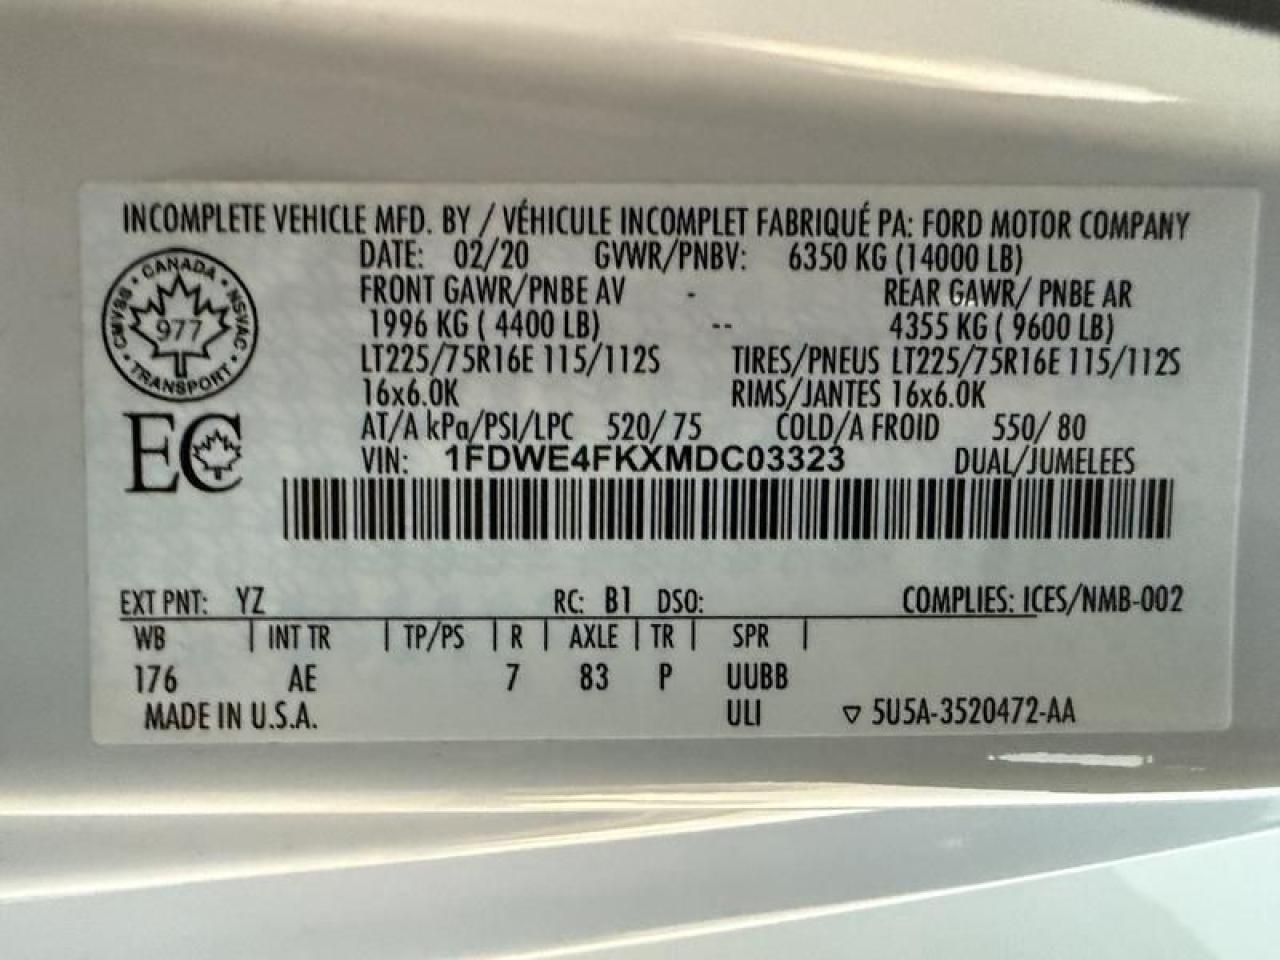 INCOMPLETE VEHICLE MFD. BY / VÉHICULE INCOMPLET FABRIQUÉ PA: FORD MOTOR COMPANY
DATE: 02/20 GVWR/PNBV: 6350 KG (14000 LB)
FRONT GAWR/PNBE AV - REAR GAWR/ PNBE AR
1996 KG ( 4400 LB) -- 4355 KG ( 9600 LB)
LT225/75R16E 115/112S TIRES/PNEUS LT225/75R16E 115/112S
16x6.0K RIMS/JANTES 16x6.0K
AT/A kPa/PSI/LPC 520/ 75 COLD/A FROID 550/ 80
VIN: 1FDWE4FKXMDC03323 DUAL/JUMELEES
CANADA
NSVAC
TRANSPORT
CMVSS
977
EC
EXT PNT: YZ RC: B1 DSO: COMPLIES: ICES/NMB-002
WB | INT TR | TP/PS | R | AXLE | TR | SPR |
176 AE 7 83 P UUBB
MADE IN U.S.A. ULI ▽ 5U5A-3520472-AA